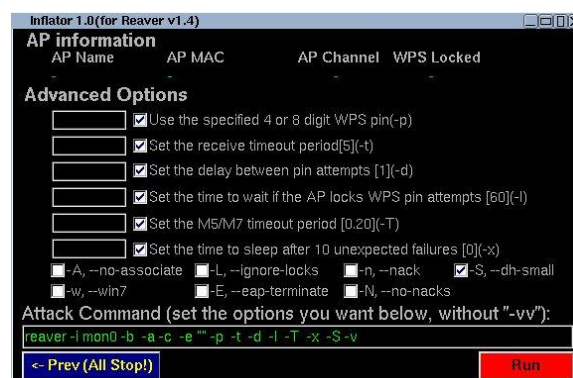 Inflator 1.0(for Reaver v1.4)
AP information
AP Name AP MAC AP Channel WPS Locked
- - - -
Advanced Options
Use the specified 4 or 8 digit WPS pin(-p)
Set the receive timeout period[5](-t)
Set the delay between pin attempts [1](-d)
Set the time to wait if the AP locks WPS pin attempts [60](-l)
Set the M5/M7 timeout period [0.20](-T)
Set the time to sleep after 10 unexpected failures [0](-x)
-A, --no-associate -L, --ignore-locks -n, --nack -S, --dh-small
-w, --win7 -E, --eap-terminate -N, --no-nacks
Attack Command (set the options you want below, without "-vv"):
reaver -i mon0 -b -a -c -e "" -p -t -d -l -T -x -S -v
<- Prev (All Stop!) Run